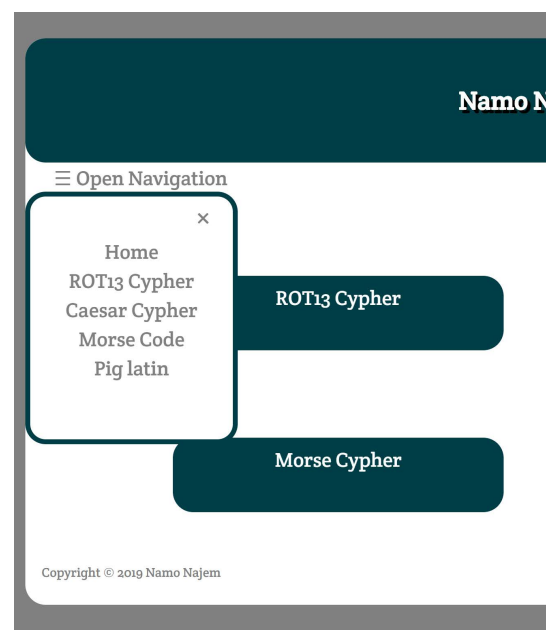 Namo N
☰ Open Navigation
×
Home
ROT13 Cypher
Caesar Cypher
Morse Code
Pig latin
ROT13 Cypher
Morse Cypher
Copyright © 2019 Namo Najem